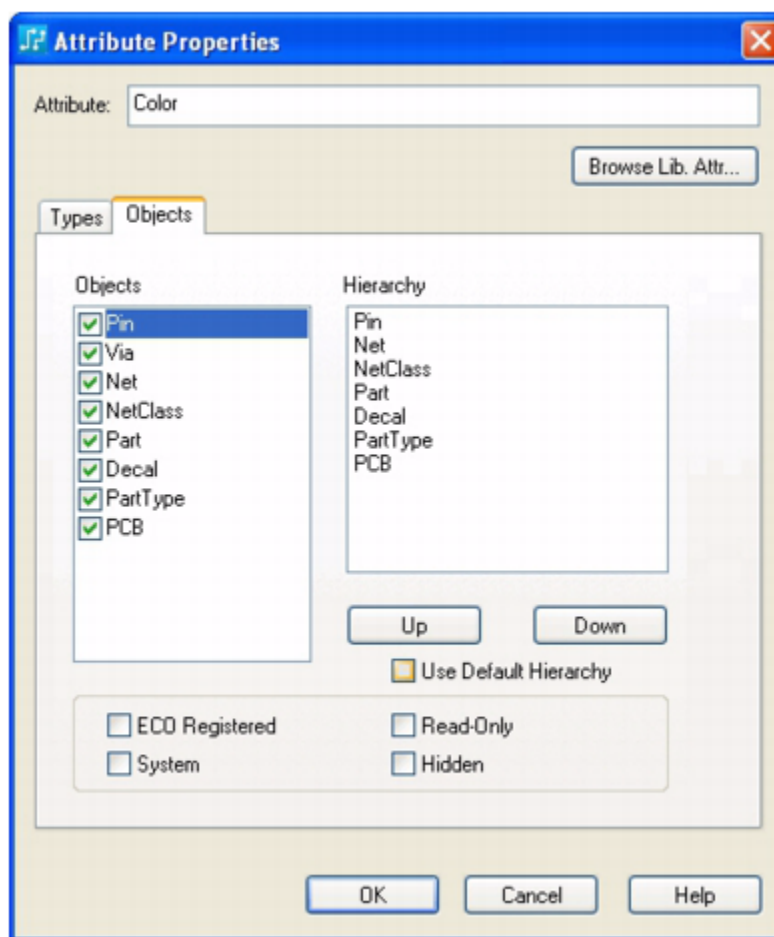 Attribute Properties
Attribute: Color
Browse Lib. Attr...
Types Objects
Objects
Pin
Via
Net
NetClass
Part
Decal
PartType
PCB
Hierarchy
Pin
Net
NetClass
Part
Decal
PartType
PCB
Up Down
Use Default Hierarchy
ECO Registered Read-Only
System Hidden
OK Cancel Help